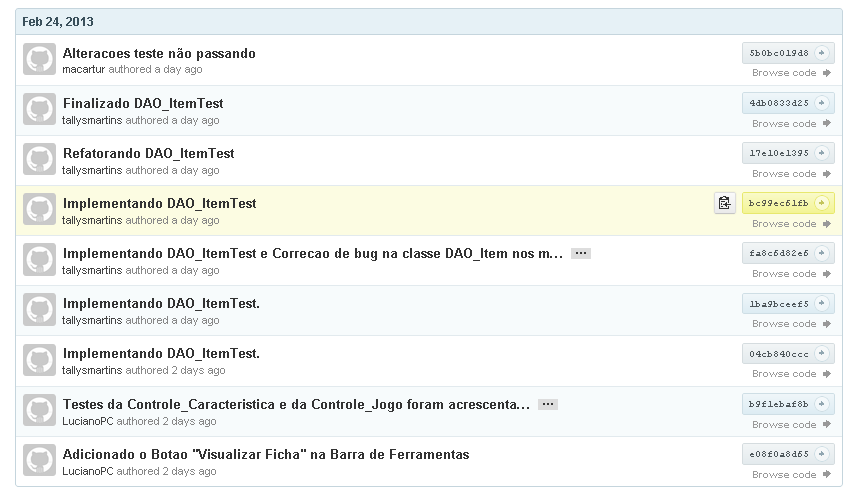 Feb 24, 2013
Alteracoes teste não passando
macartur authored a day ago
5b0bc019d8
Browse code
Finalizado DAO_ItemTest
tallysmartins authored a day ago
4db0833d25
Browse code
Refatorando DAO_ItemTest
tallysmartins authored a day ago
17e10e1395
Browse code
Implementando DAO_ItemTest
tallysmartins authored a day ago
bc99ec61fb
Browse code
Implementando DAO_ItemTest e Correcao de bug na classe DAO_Item nos m… ...
tallysmartins authored a day ago
fa8c6d82e6
Browse code
Implementando DAO_ItemTest.
tallysmartins authored a day ago
1ba9bceef5
Browse code
Implementando DAO_ItemTest.
tallysmartins authored 2 days ago
04cb840ccc
Browse code
Testes da Controle_Caracteristica e da Controle_Jogo foram acrescenta… ...
LucianoPC authored 2 days ago
b9f1ebaf8b
Browse code
Adicionado o Botao "Visualizar Ficha" na Barra de Ferramentas
LucianoPC authored 2 days ago
e08f0a8d65
Browse code